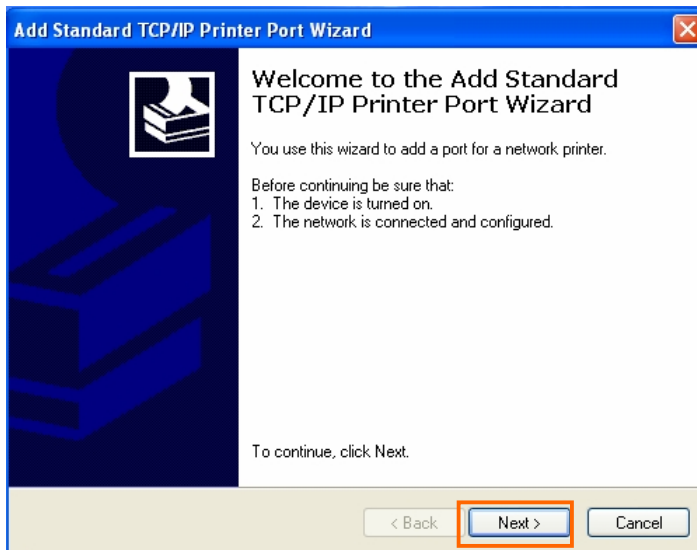 Add Standard TCP/IP Printer Port Wizard
Welcome to the Add Standard
TCP/IP Printer Port Wizard
You use this wizard to add a port for a network printer.
Before continuing be sure that:
1. The device is turned on.
2. The network is connected and configured.
To continue, click Next.
< Back
Next >
Cancel